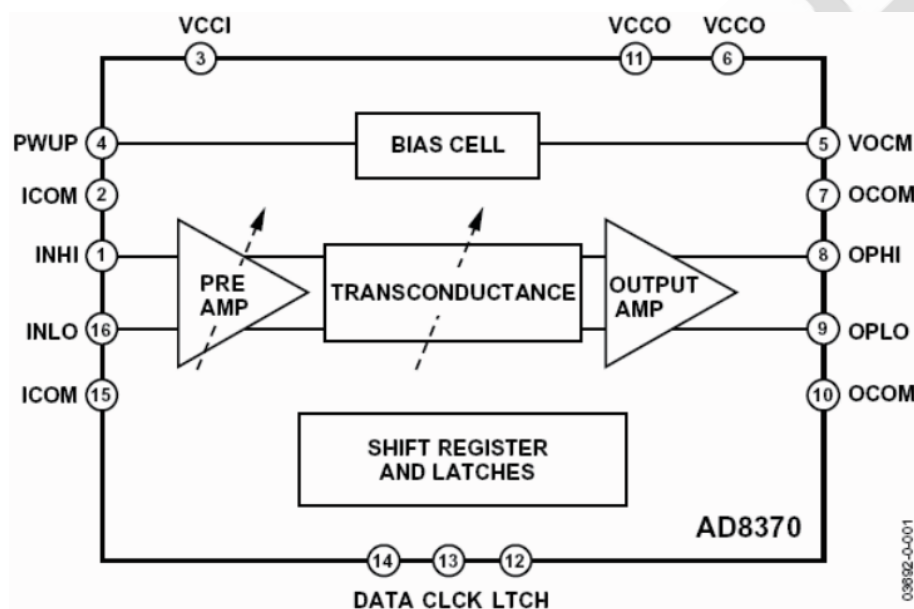 VCCI VCCO VCCO
3 11 6
PWUP 4 BIAS CELL 5 VOCM
ICOM 2 7 OCOM
INHI 1 8 OPHI
PRE AMP
TRANSCONDUCTANCE
OUTPUT AMP
INLO 16 9 OPLO
ICOM 15 10 OCOM
SHIFT REGISTER
AND LATCHES
AD8370
14 13 12
DATA CLCK LTCH
03692-0-001